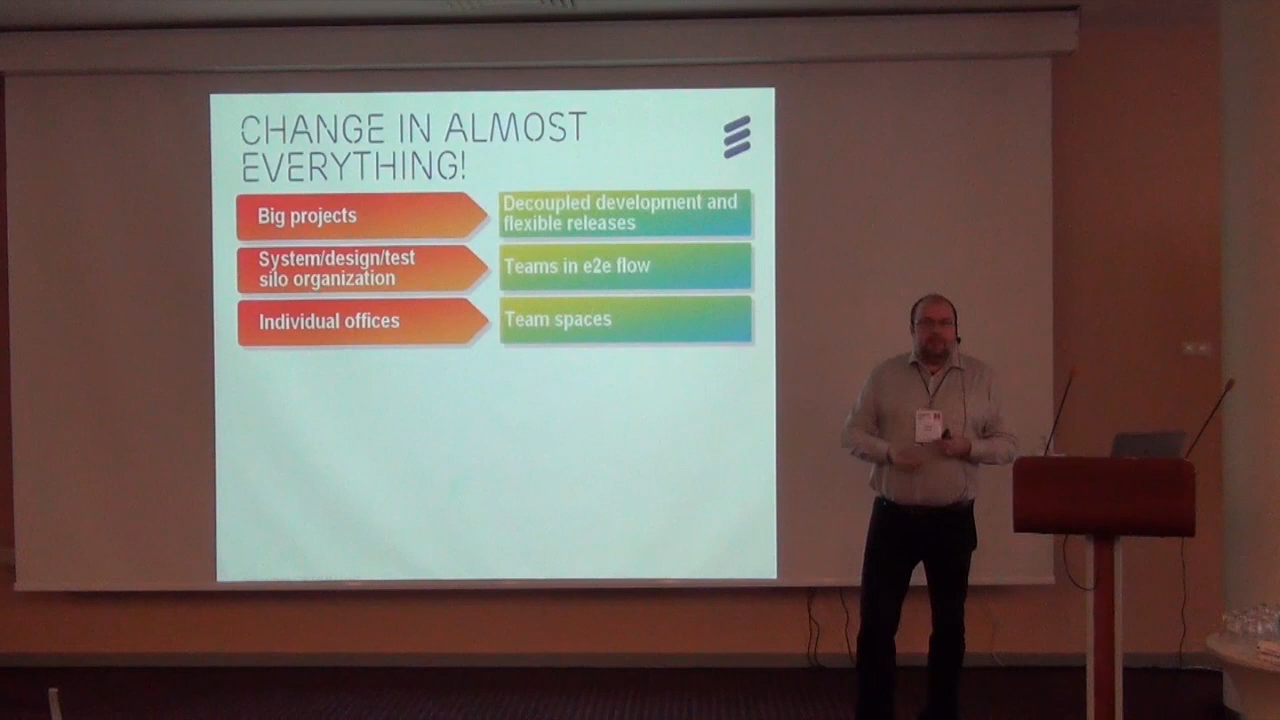 CHANGE IN ALMOST
EVERYTHING!
Big projects
Decoupled development and
flexible releases
System/design/test
silo organization
Teams in e2e flow
Individual offices
Team spaces